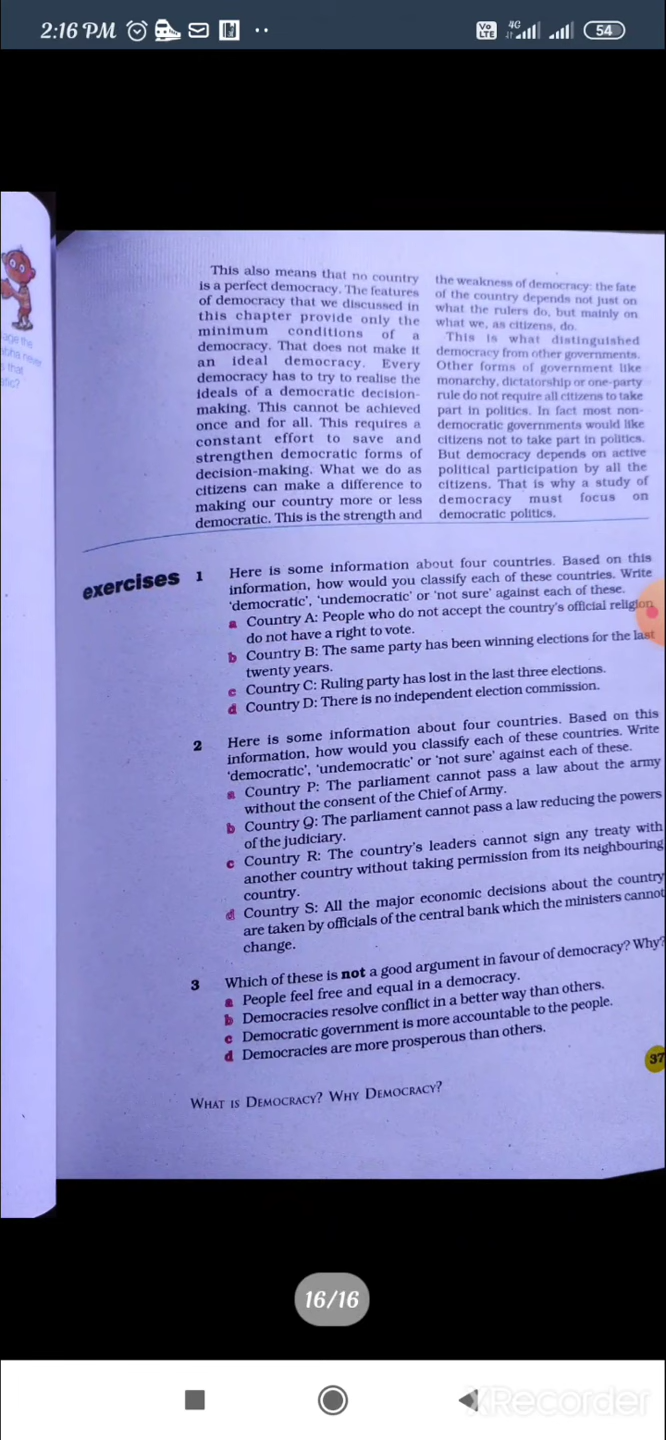 2:16 PM
Vo
LTE
4G
54
age the
abha never
s that
atic?
This also means that no country
is a perfect democracy. The features
of democracy that we discussed in
this chapter provide only the
minimum conditions of a
democracy. That does not make it
an ideal democracy. Every
democracy has to try to realise the
ideals of a democratic decision-
making. This cannot be achieved
once and for all. This requires a
constant effort to save and
strengthen democratic forms of
decision-making. What we do as
citizens can make a difference to
making our country more or less
democratic. This is the strength and
the weakness of democracy: the fate
of the country depends not just on
what the rulers do, but mainly on
what we, as citizens, do.
This is what distinguished
democracy from other governments.
Other forms of government like
monarchy, dictatorship or one-party
rule do not require all citizens to take
part in politics. In fact most non-
democratic governments would like
citizens not to take part in politics.
But democracy depends on active
political participation by all the
citizens. That is why a study of
democracy must focus on
democratic politics.
exercises
1 Here is some information about four countries. Based on this
information, how would you classify each of these countries. Write
‘democratic’, ‘undemocratic’ or ‘not sure’ against each of these.
a Country A: People who do not accept the country's official religion
do not have a right to vote.
b Country B: The same party has been winning elections for the last
twenty years.
c Country C: Ruling party has lost in the last three elections.
d Country D: There is no independent election commission.
2 Here is some information about four countries. Based on this
information, how would you classify each of these countries. Write
‘democratic’, ‘undemocratic’ or ‘not sure’ against each of these.
a Country P: The parliament cannot pass a law about the army
without the consent of the Chief of Army.
b Country Q: The parliament cannot pass a law reducing the powers
of the judiciary.
c Country R: The country's leaders cannot sign any treaty with
another country without taking permission from its neighbouring
country.
d Country S: All the major economic decisions about the country
are taken by officials of the central bank which the ministers cannot
change.
3 Which of these is not a good argument in favour of democracy? Why?
a People feel free and equal in a democracy.
b Democracies resolve conflict in a better way than others.
c Democratic government is more accountable to the people.
d Democracies are more prosperous than others.
37
WHAT IS DEMOCRACY? WHY DEMOCRACY?
16/16
XRecorder